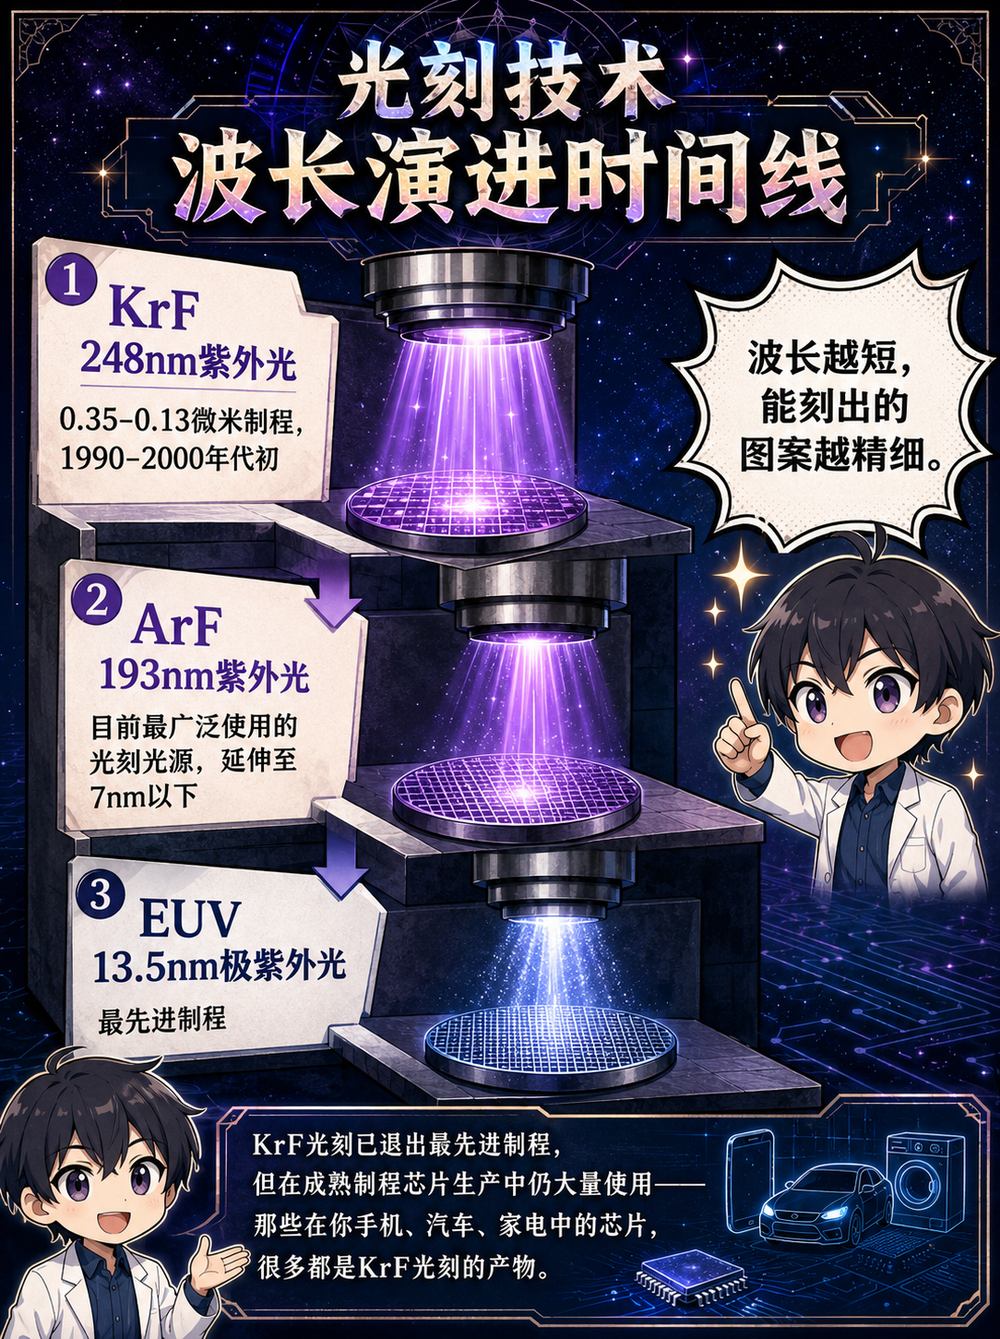 光刻技术
波长演进时间线
1
KrF
248nm紫外光
0.35-0.13微米制程,
1990-2000年代初
波长越短,
能刻出的
图案越精细。
2
ArF
193nm紫外光
目前最广泛使用的
光刻光源，延伸至
7nm以下
3
EUV
13.5nm极紫外光
最先进制程
KrF光刻已退出最先进制程,
但在成熟制程芯片生产中仍大量使用——
那些在你手机、汽车、家电中的芯片,
很多都是KrF光刻的产物。